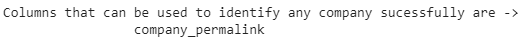 Columns that can be used to identify any company sucessfully are ->
company_permalink